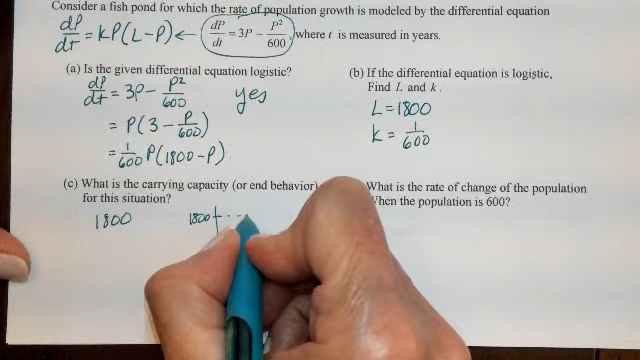 Consider a fish pond for which the rate of population growth is modeled by the differential equation
dP/dt = kP(L-P) ← dP/dt = 3P − P²/600, where t is measured in years.
(a) Is the given differential equation logistic?
dP/dt = 3P - P²/600 yes
= P(3 - P/600)
= 1/600 P(1800 - P)
(b) If the differential equation is logistic,
Find L and k.
L = 1800
k = 1/600
(c) What is the carrying capacity (or end behavior)
for this situation?
1800
1800
What is the rate of change of the population
when the population is 600?